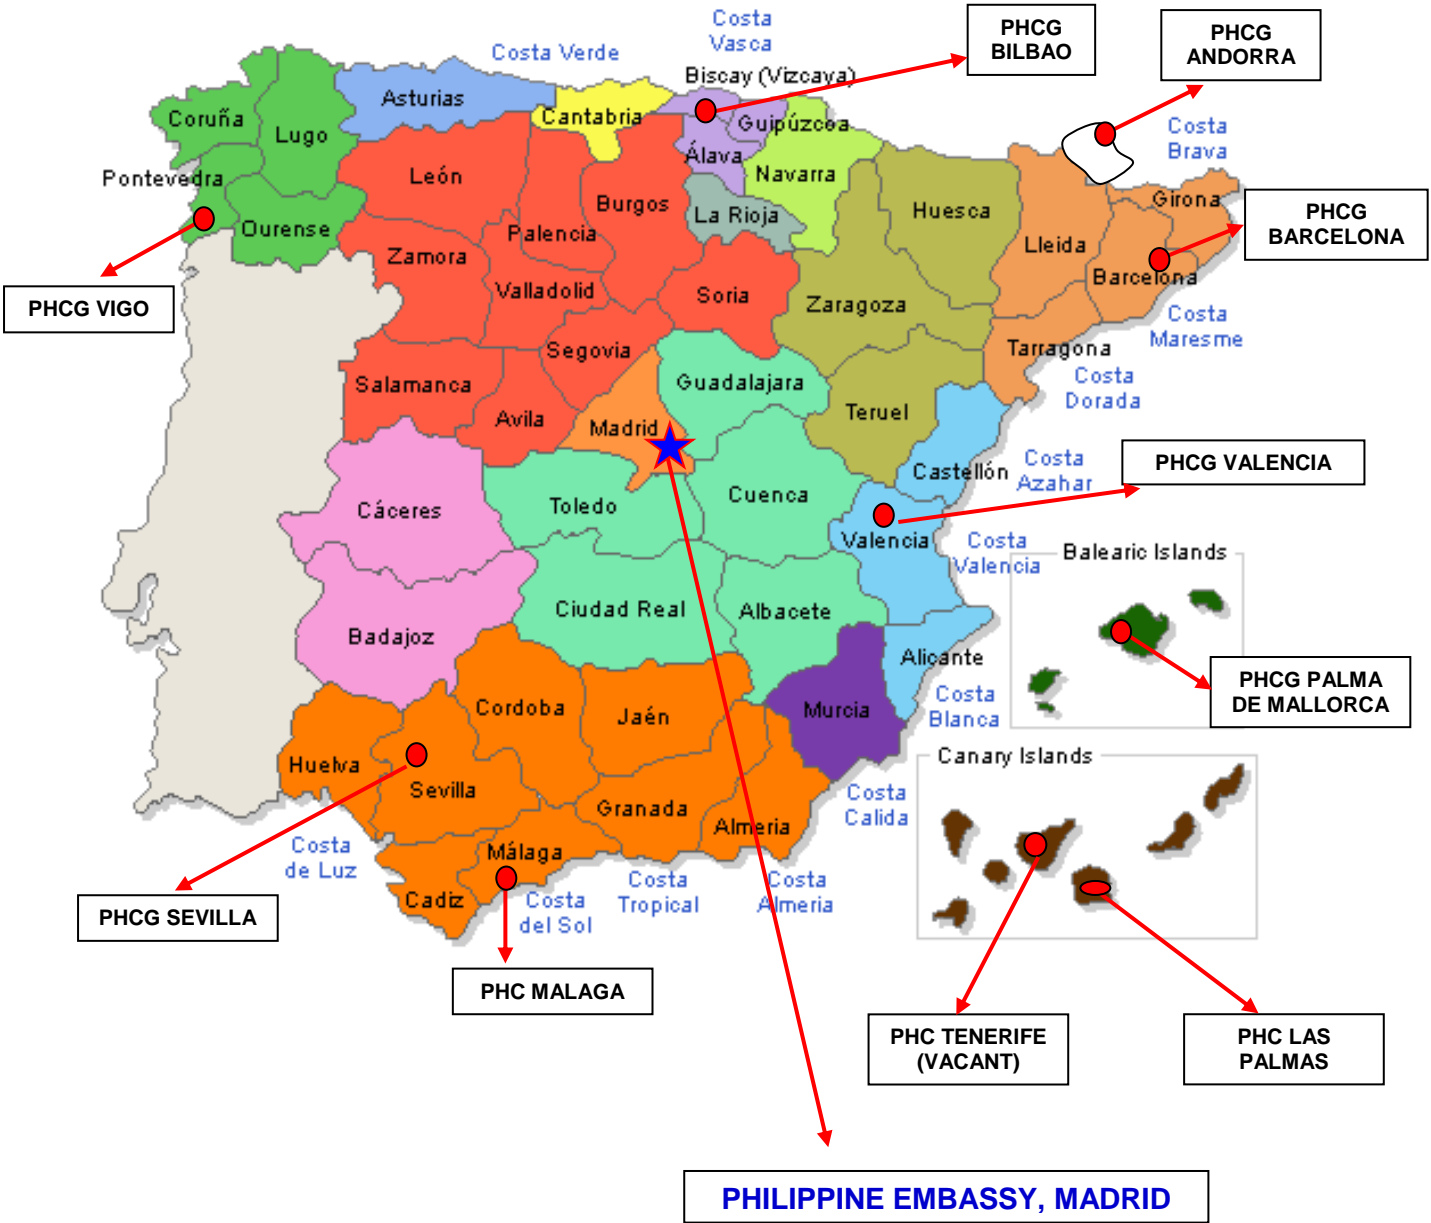 Costa
Vasca
PHCG
BILBAO
PHCG
ANDORRA
Costa Verde
Biscay (Vizcaya)
Asturias
Coruña
Cantabria
Guipúzcoa
Costa
Brava
Lugo
Álava
Pontevedra
León
Navarra
Girona
Burgos
La Rioja
Huesca
PHCG
BARCELONA
Ourense
Palencia
Lleida
Zamora
Barcelona
Valladolid
Soria
Zaragoza
PHCG VIGO
Costa
Maresme
Segovia
Tarragona
Salamanca
Guadalajara
Costa
Dorada
Avila
Madrid
Teruel
Castellón
Costa
Azahar
PHCG VALENCIA
Cáceres
Toledo
Cuenca
Valencia
Costa
Valencia
Balearic Islands
Ciudad Real
Albacete
Badajoz
Alicante
PHCG PALMA
DE MALLORCA
Costa
Blanca
Cordoba
Jaén
Murcia
Huelva
Sevilla
Canary Islands
Granada
Almeria
Costa
Calida
Costa
de Luz
Málaga
Cadiz
Costa
del Sol
Costa
Tropical
Costa
Almeria
PHCG SEVILLA
PHC MALAGA
PHC TENERIFE
(VACANT)
PHC LAS
PALMAS
PHILIPPINE EMBASSY, MADRID